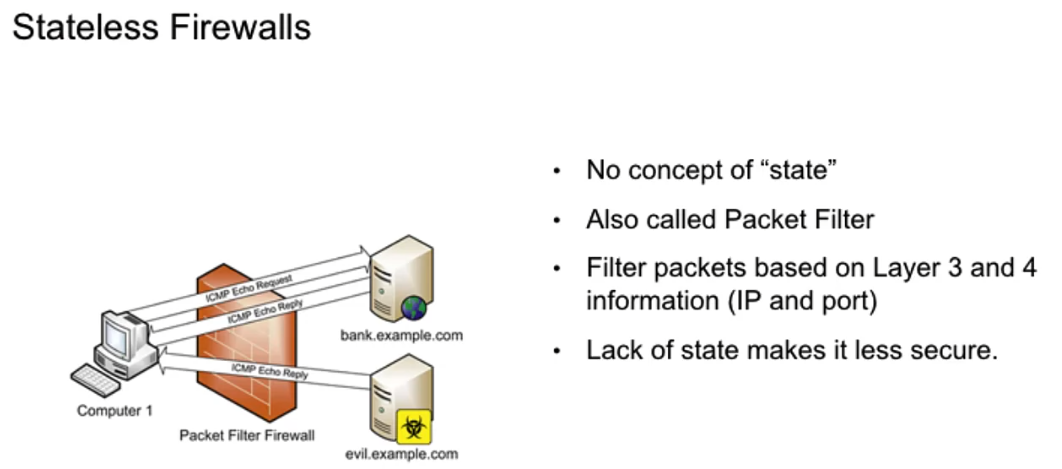 Stateless Firewalls
No concept of “state”
Also called Packet Filter
Filter packets based on Layer 3 and 4
information (IP and port)
Lack of state makes it less secure.
ICMP Echo Request
ICMP Echo Reply
bank.example.com
ICMP Echo Reply
Computer 1
Packet Filter Firewall
evil.example.com